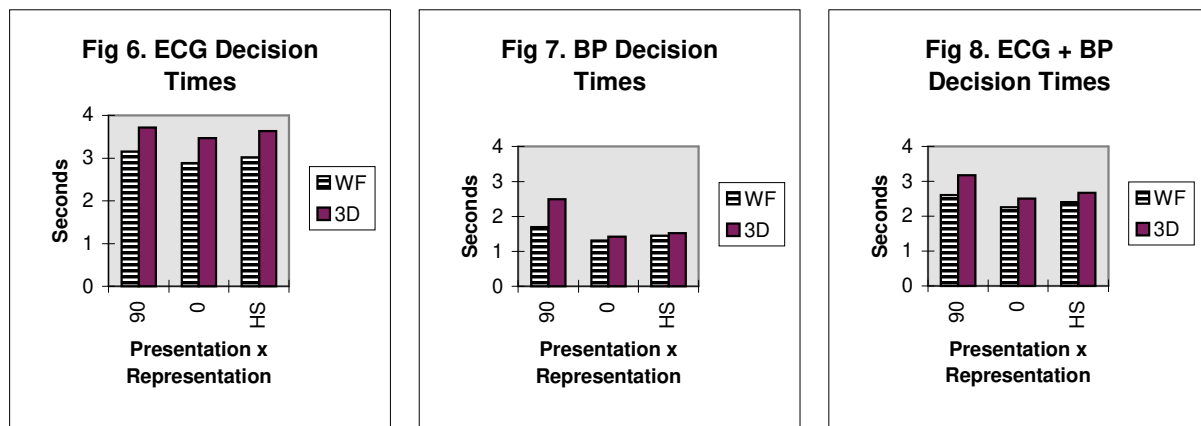 Fig 6. ECG Decision
Times
4
3
2
1
0
Seconds
90
0
HS
Presentation x
Representation
WF
3D
Fig 7. BP Decision
Times
4
3
2
1
0
Seconds
90
0
HS
Presentation x
Representation
WF
3D
Fig 8. ECG + BP
Decision Times
4
3
2
1
0
Seconds
90
0
HS
Presentation x
Representation
WF
3D